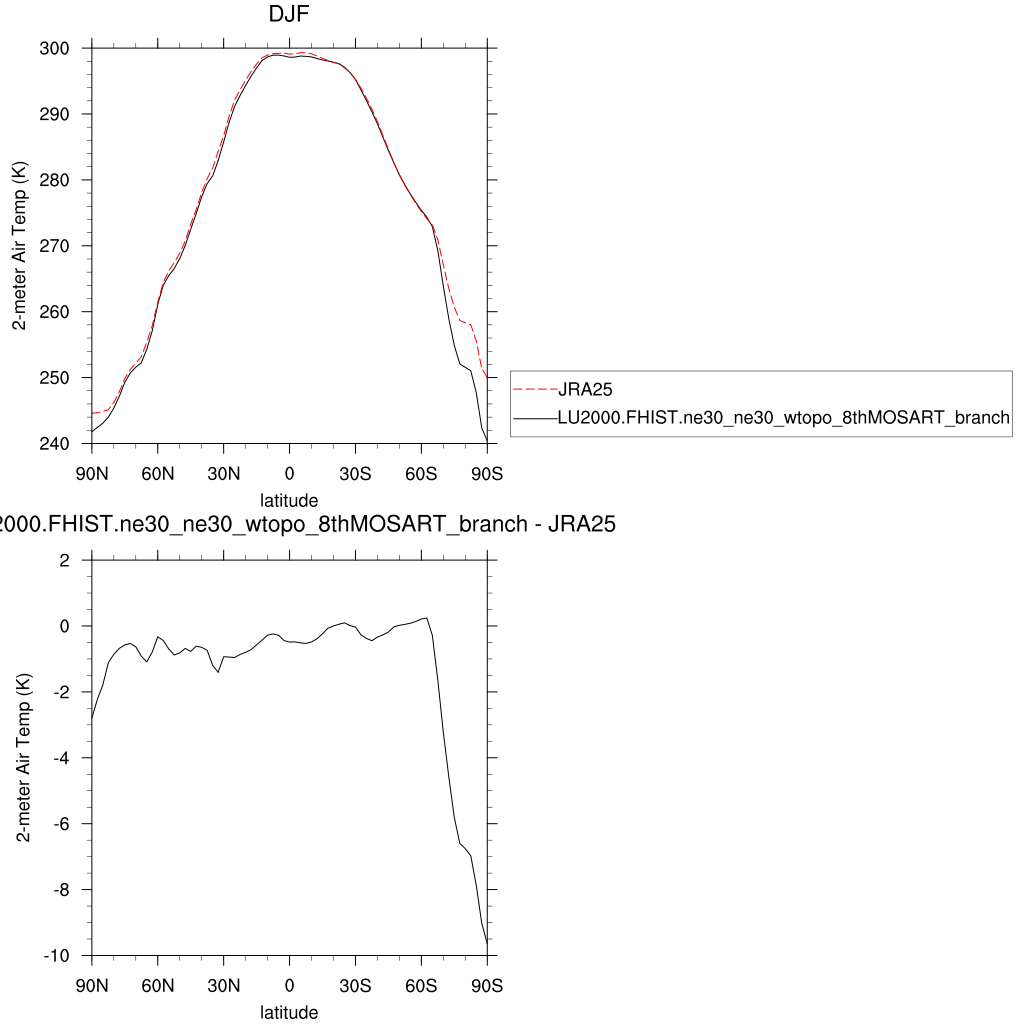 DJF
300
290
280
270
260
250
240
2-meter Air Temp (K)
90N 60N 30N 0 30S 60S 90S
latitude
JRA25
LU2000.FHIST.ne30_ne30_wtopo_8thMOSART_branch
2000.FHIST.ne30_ne30_wtopo_8thMOSART_branch - JRA25
2
0
-2
-4
-6
-8
-10
2-meter Air Temp (K)
90N 60N 30N 0 30S 60S 90S
latitude